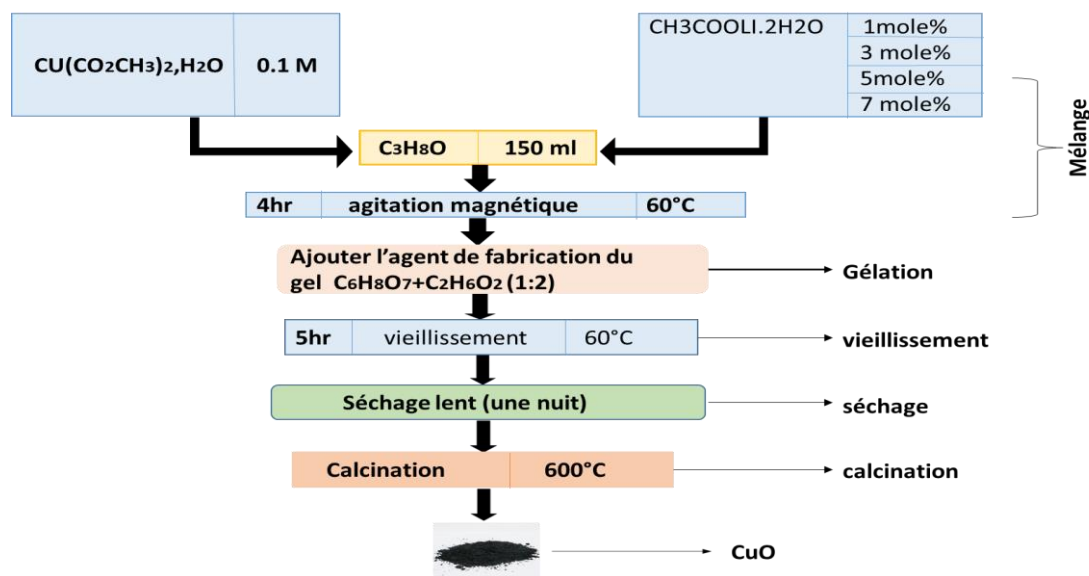 CU(CO₂CH₃)₂,H₂O 0.1 M
CH3COOLI.2H2O 1mole%
3 mole%
5mole%
7 mole%
Mélange
C₃H₈O 150 ml
4hr agitation magnétique 60°C
Ajouter l'agent de fabrication du
gel C₆H₈O₇+C₂H₆O₂ (1:2)
Gélation
5hr vieillissement 60°C
vieillissement
Séchage lent (une nuit)
séchage
Calcination 600°C
calcination
CuO